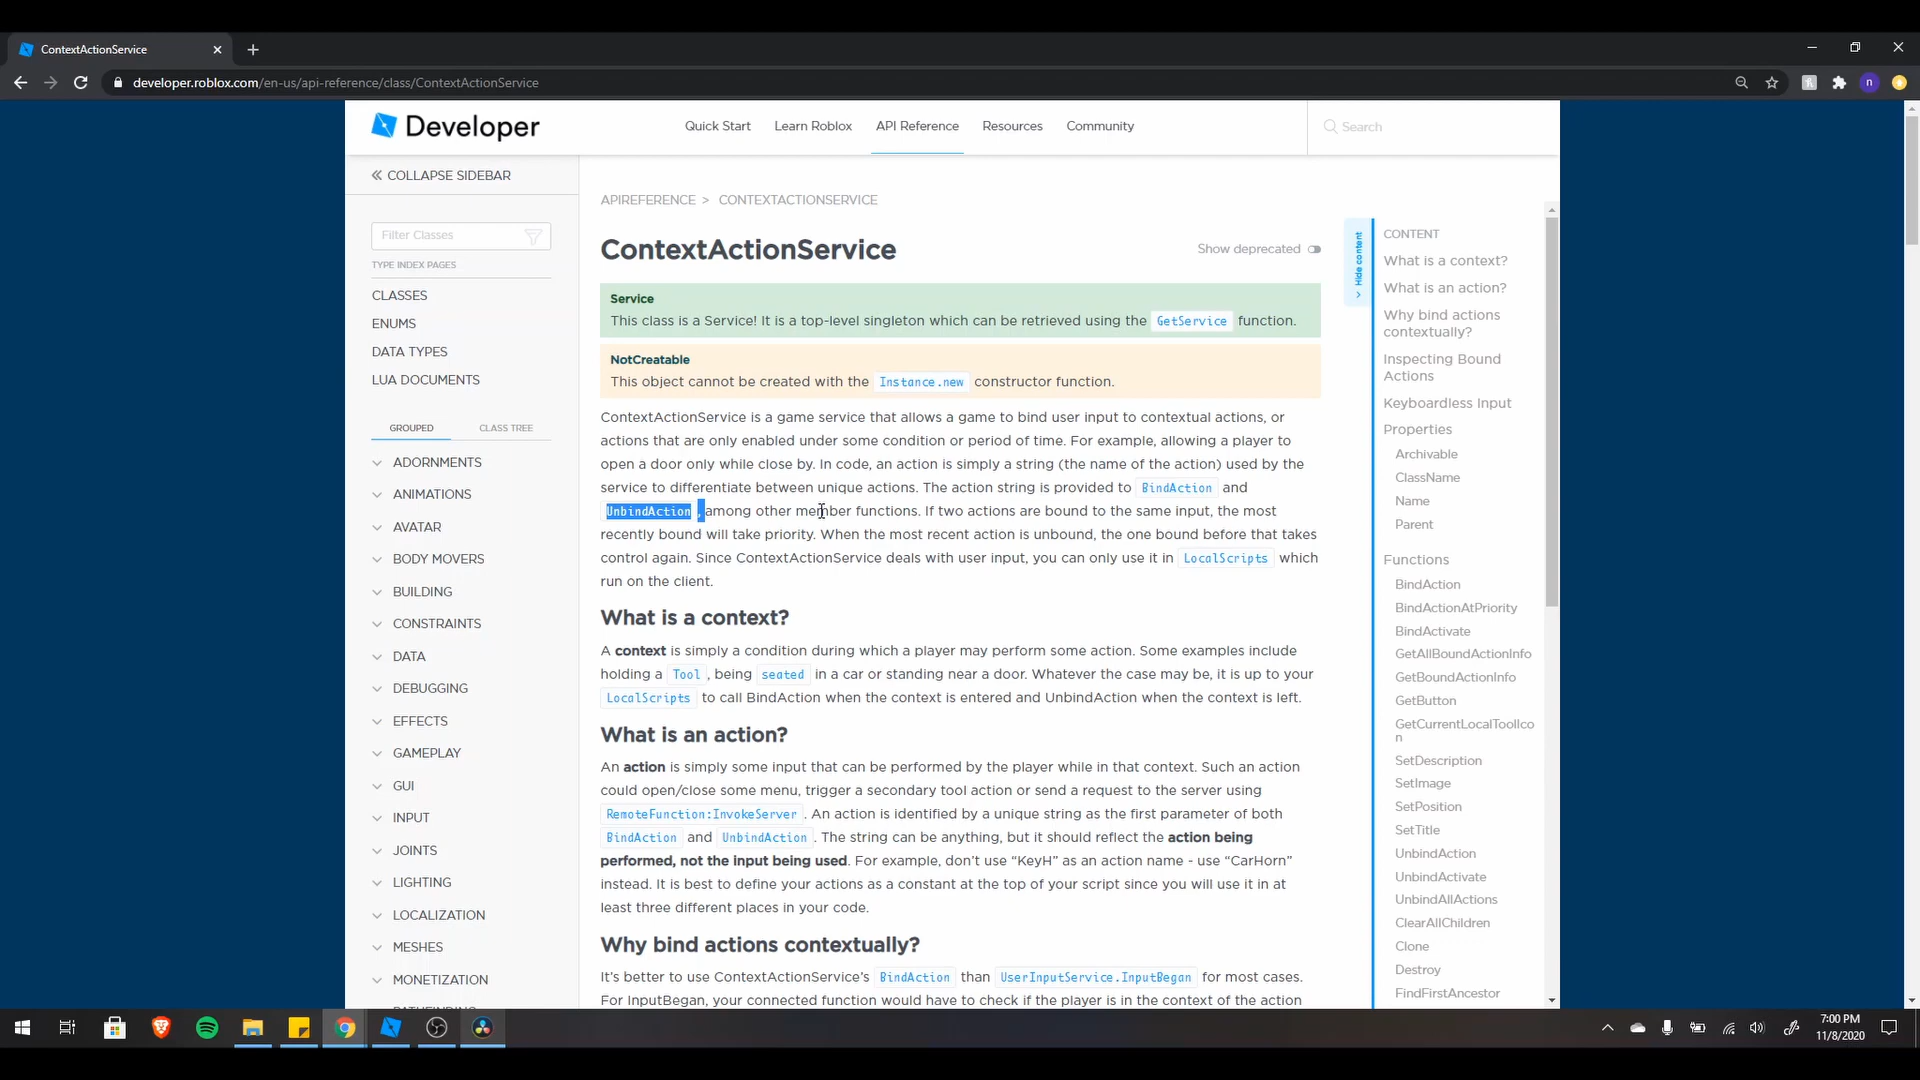 ContextActionService
developer.roblox.com/en-us/api-reference/class/ContextActionService
n
Developer
Quick Start
Learn Roblox
API Reference
Resources
Community
Search
COLLAPSE SIDEBAR
Filter Classes
TYPE INDEX PAGES
CLASSES
ENUMS
DATA TYPES
LUA DOCUMENTS
GROUPED
CLASS TREE
ADORNMENTS
ANIMATIONS
AVATAR
BODY MOVERS
BUILDING
CONSTRAINTS
DATA
DEBUGGING
EFFECTS
GAMEPLAY
GUI
INPUT
JOINTS
LIGHTING
LOCALIZATION
MESHES
MONETIZATION
APIREFERENCE > CONTEXTACTIONSERVICE
ContextActionService
Show deprecated
Service
This class is a Service! It is a top-level singleton which can be retrieved using the GetService function.
NotCreatable
This object cannot be created with the Instance.new constructor function.
ContextActionService is a game service that allows a game to bind user input to contextual actions, or
actions that are only enabled under some condition or period of time. For example, allowing a player to
open a door only while close by. In code, an action is simply a string (the name of the action) used by the
service to differentiate between unique actions. The action string is provided to BindAction and
UnbindAction , among other member functions. If two actions are bound to the same input, the most
recently bound will take priority. When the most recent action is unbound, the one bound before that takes
control again. Since ContextActionService deals with user input, you can only use it in LocalScripts which
run on the client.
What is a context?
A context is simply a condition during which a player may perform some action. Some examples include
holding a Tool , being seated in a car or standing near a door. Whatever the case may be, it is up to your
LocalScripts to call BindAction when the context is entered and UnbindAction when the context is left.
What is an action?
An action is simply some input that can be performed by the player while in that context. Such an action
could open/close some menu, trigger a secondary tool action or send a request to the server using
RemoteFunction:InvokeServer . An action is identified by a unique string as the first parameter of both
BindAction and UnbindAction . The string can be anything, but it should reflect the action being
performed, not the input being used. For example, don't use “KeyH” as an action name - use “CarHorn”
instead. It is best to define your actions as a constant at the top of your script since you will use it in at
least three different places in your code.
Why bind actions contextually?
It's better to use ContextActionService's BindAction than UserInputService.InputBegan for most cases.
For InputBegan, your connected function would have to check if the player is in the context of the action
Hide content
CONTENT
What is a context?
What is an action?
Why bind actions
contextually?
Inspecting Bound
Actions
Keyboardless Input
Properties
Archivable
ClassName
Name
Parent
Functions
BindAction
BindActionAtPriority
BindActivate
GetAllBoundActionInfo
GetBoundActionInfo
GetButton
GetCurrentLocalToolIco
n
SetDescription
SetImage
SetPosition
SetTitle
UnbindAction
UnbindActivate
UnbindAllActions
ClearAllChildren
Clone
Destroy
FindFirstAncestor
7:00 PM
11/8/2020